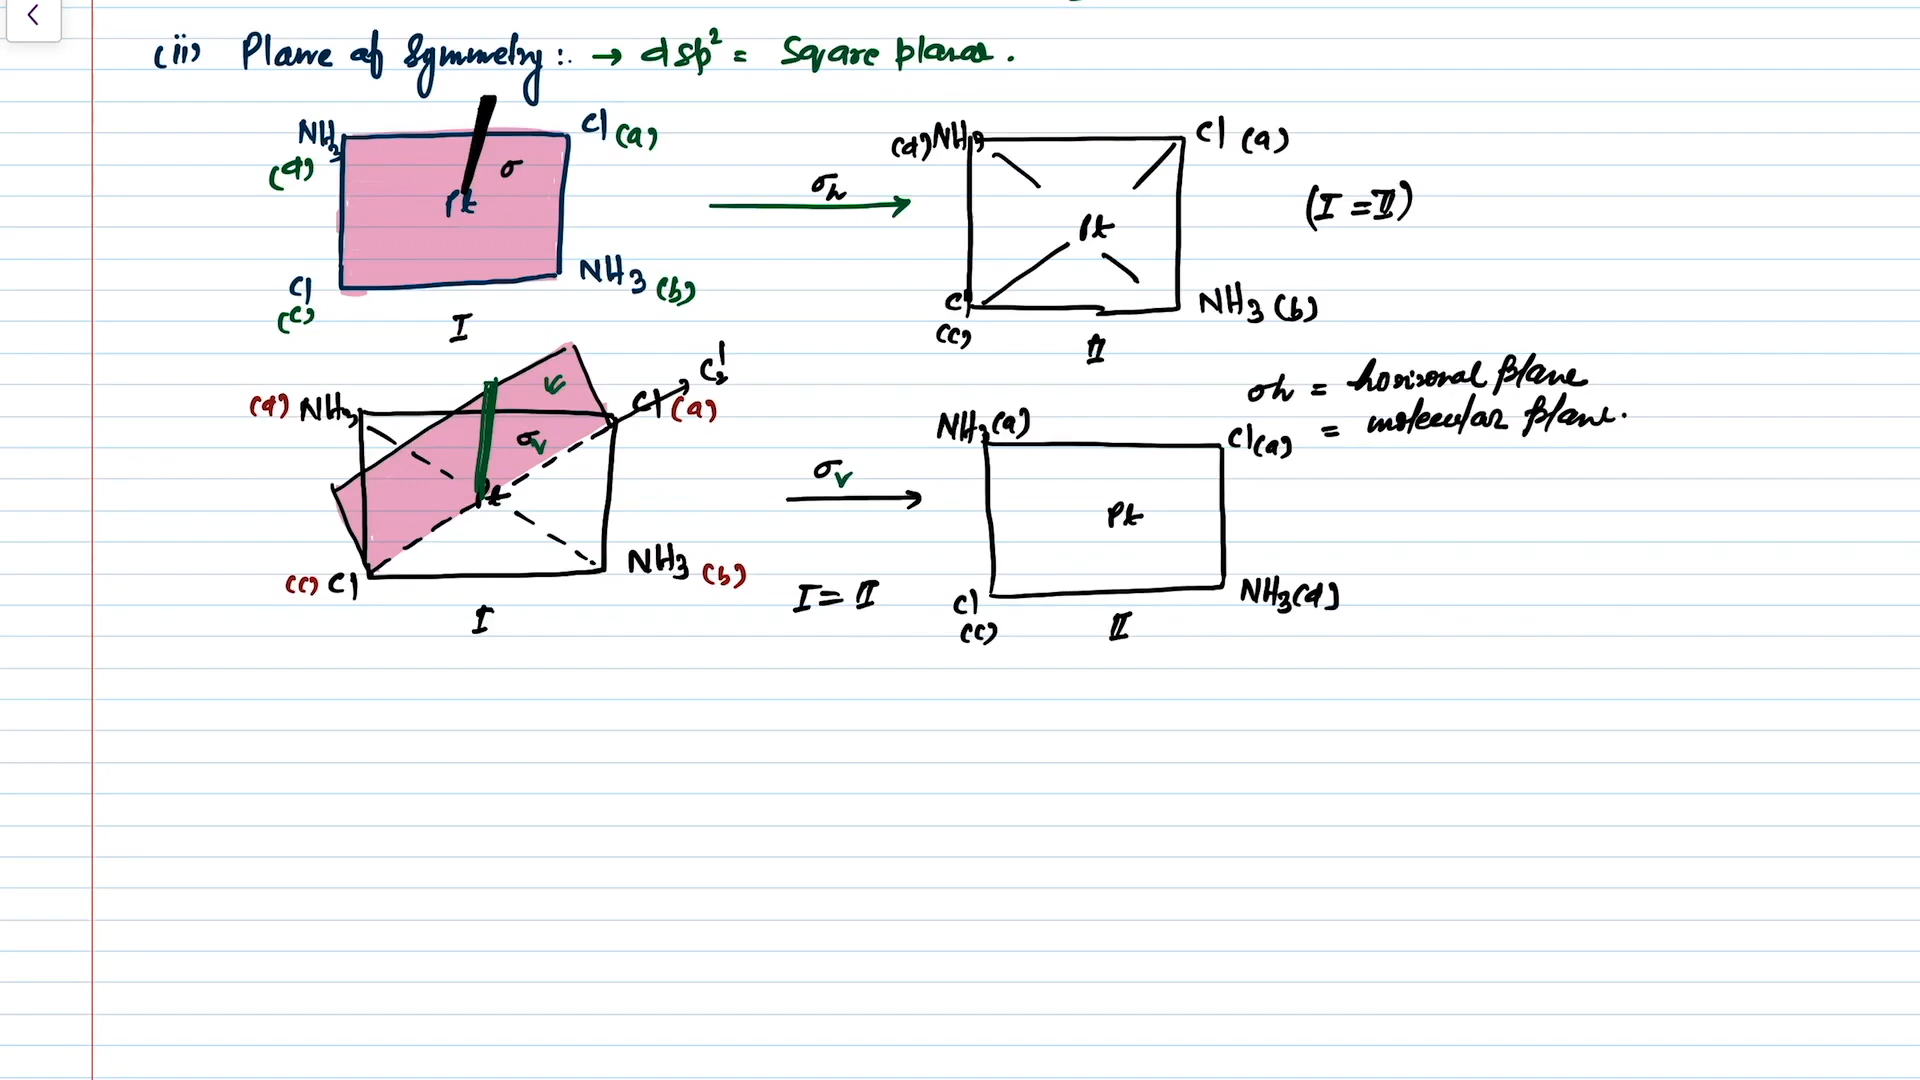 (ii) Plane of Symmetry :. → dsp² = Square planar.
NH3 Cl (a)
(d) σ
Pt
Cl NH3 (b)
(c)
I
σh
(d) NH3 Cl (a)
Pt (I = II)
Cl NH3 (b)
(c)
II
σh = horizonal plane
= molecular plane.
C2'
(d) NH3 Cl (a)
σv
Pt
(c) Cl NH3 (b)
I
σv
I = II
NH3 (a) Cl (a)
Pt
Cl NH3 (d)
(c)
II